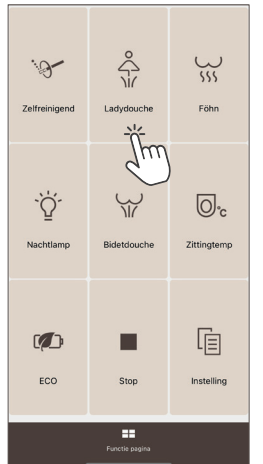 Zelfreinigend
Ladydouche
Föhn
Nachtlamp
Bidetdouche
Zittingtemp
°C
ECO
Stop
Instelling
Functie pagina